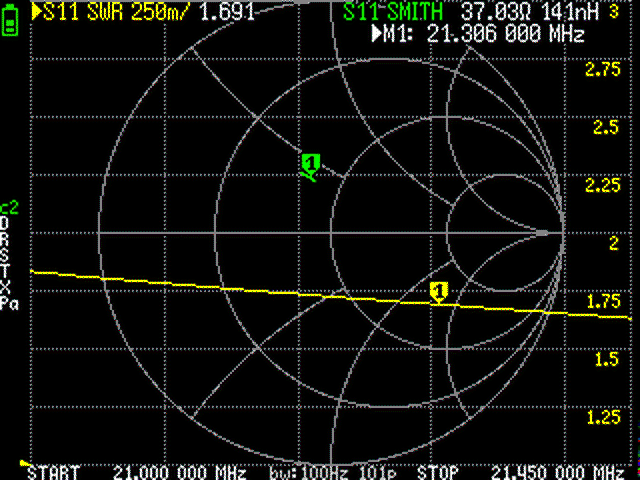 S11 SWR 250m/ 1.691 S11 SMITH 37.03Ω 141nH 3
M1: 21.306 000 MHz
2.75
2.5
2.25
1
c2
D
R
S
T
X
Pa
2
1
1.75
1.5
1.25
START 21.000 000 MHz bw:100Hz 101p STOP 21.450 000 MHz